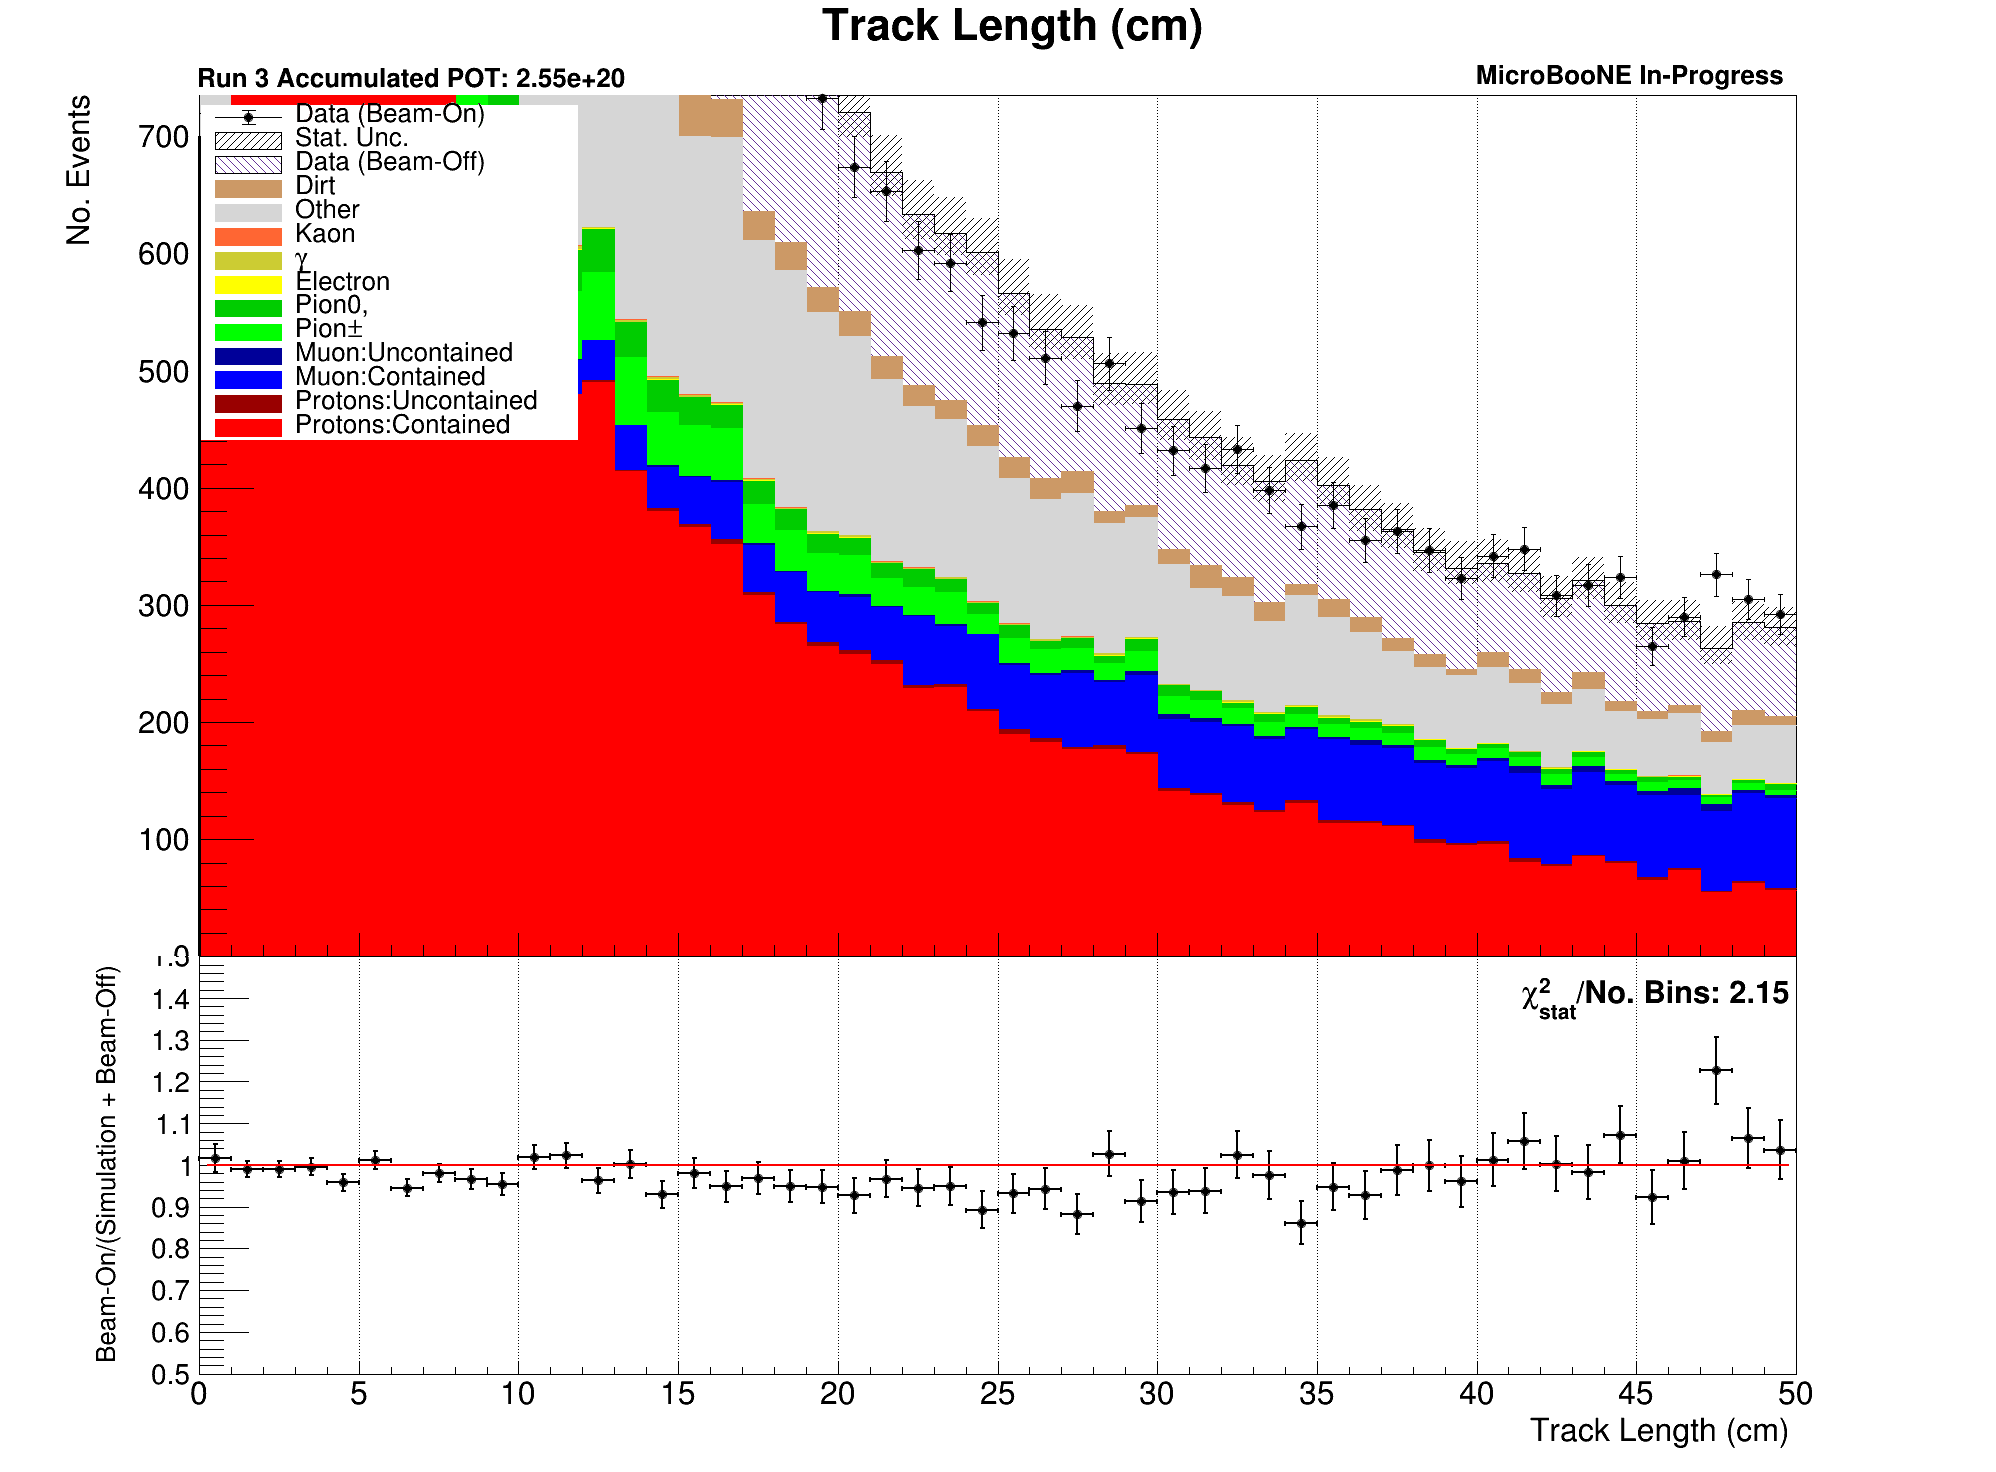 Track Length (cm)
Run 3 Accumulated POT: 2.55e+20
MicroBooNE In-Progress
No. Events
700
600
500
400
300
200
100
0
Data (Beam-On)
Stat. Unc.
Data (Beam-Off)
Dirt
Other
Kaon
γ
Electron
Pion0,
Pion±
Muon:Uncontained
Muon:Contained
Protons:Uncontained
Protons:Contained
Beam-On/(Simulation + Beam-Off)
1.5
1.4
1.3
1.2
1.1
1
0.9
0.8
0.7
0.6
0.5
χ²stat/No. Bins: 2.15
0 5 10 15 20 25 30 35 40 45 50
Track Length (cm)